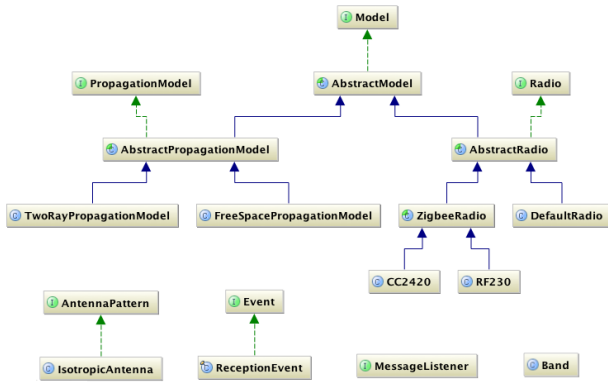 Model
PropagationModel
AbstractModel
Radio
AbstractPropagationModel
AbstractRadio
TwoRayPropagationModel
FreeSpacePropagationModel
ZigbeeRadio
DefaultRadio
CC2420
RF230
AntennaPattern
Event
IsotropicAntenna
ReceptionEvent
MessageListener
Band